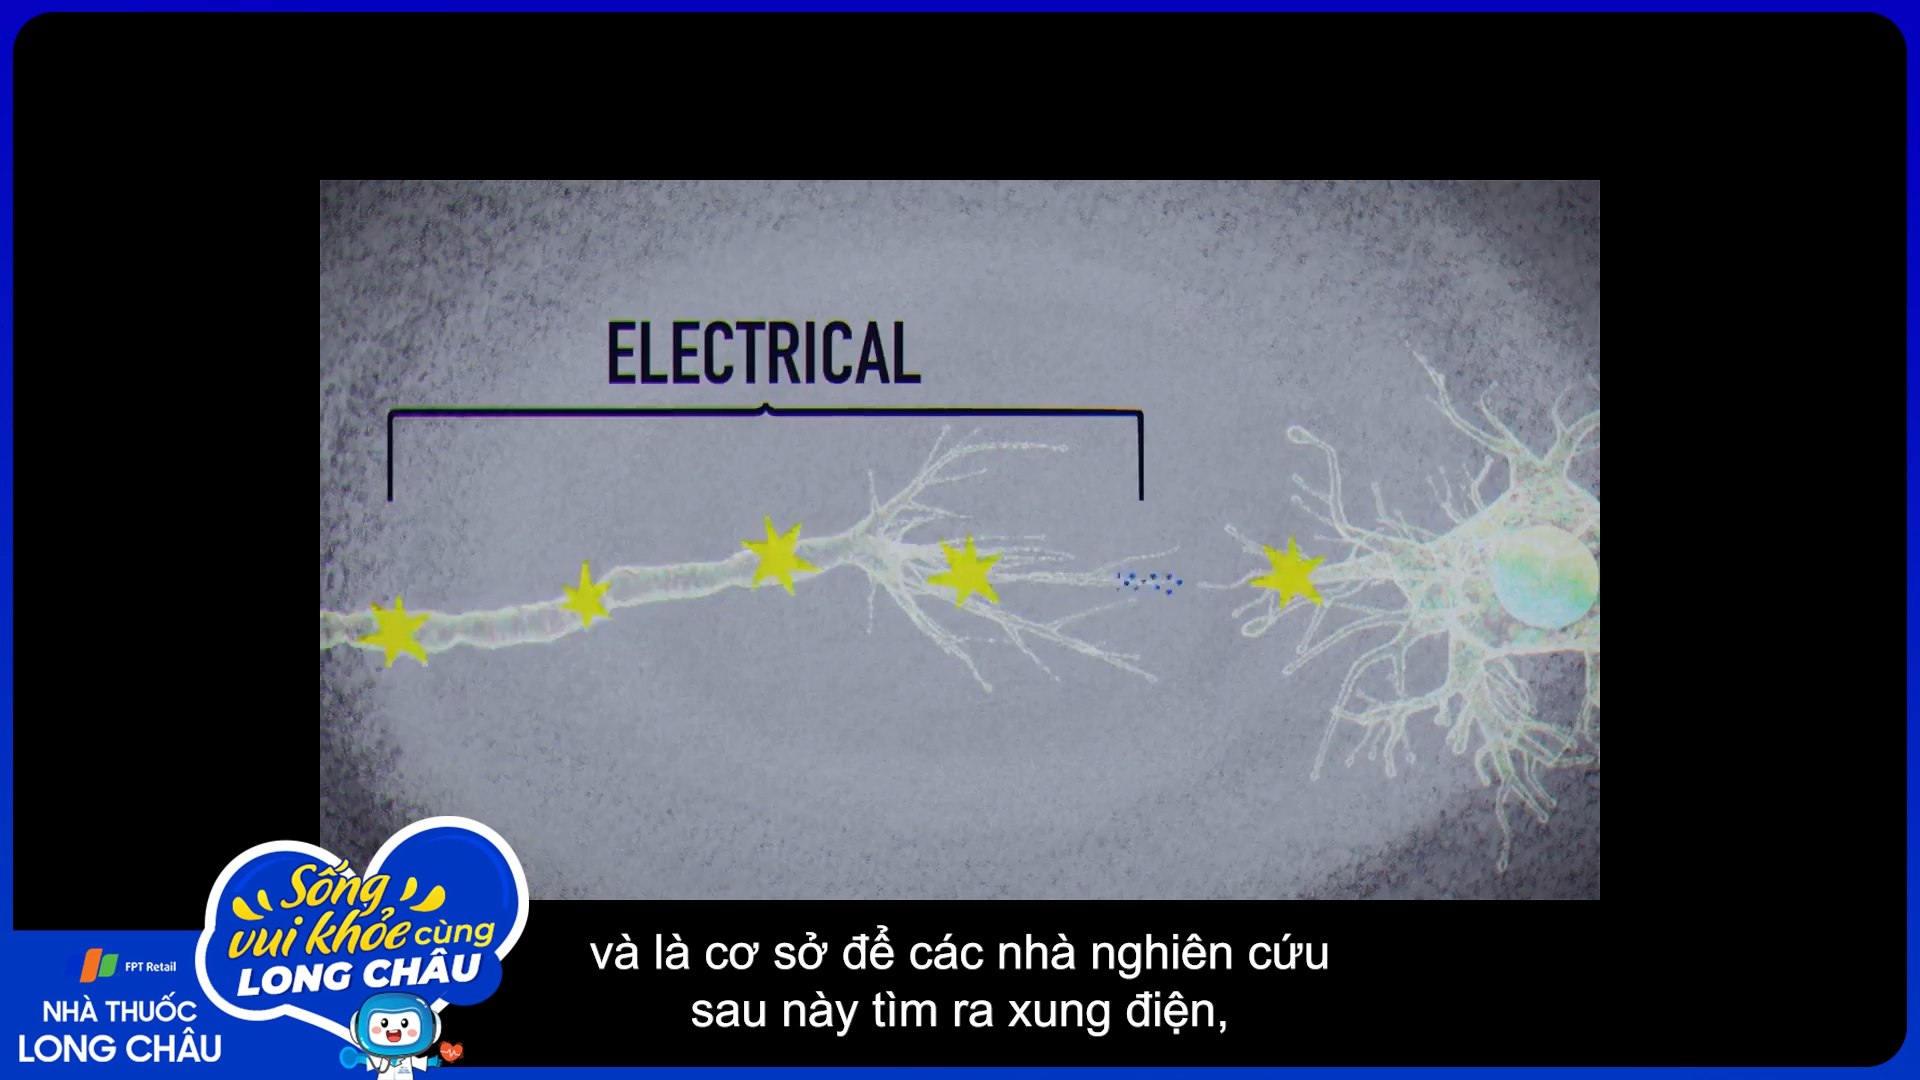 ELECTRICAL
Sống
vui khỏe cùng
LONG CHÂU
FPT Retail
NHÀ THUỐC
LONG CHÂU
và là cơ sở để các nhà nghiên cứu
sau này tìm ra xung điện,